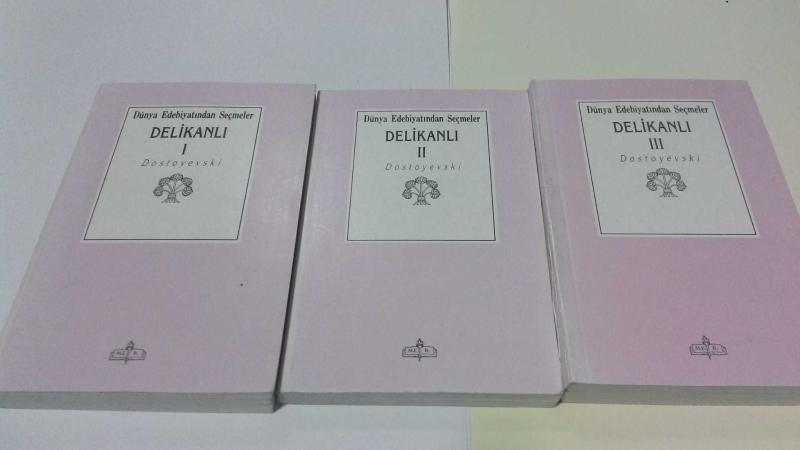 Dünya Edebiyatından Seçmeler
DELİKANLI
I
Dostoyevski
M.E. B.
Dünya Edebiyatından Seçmeler
DELİKANLI
II
Dostoyevski
M.E. B.
Dünya Edebiyatından Seçmeler
DELİKANLI
III
Dostoyevski
M.E. B.